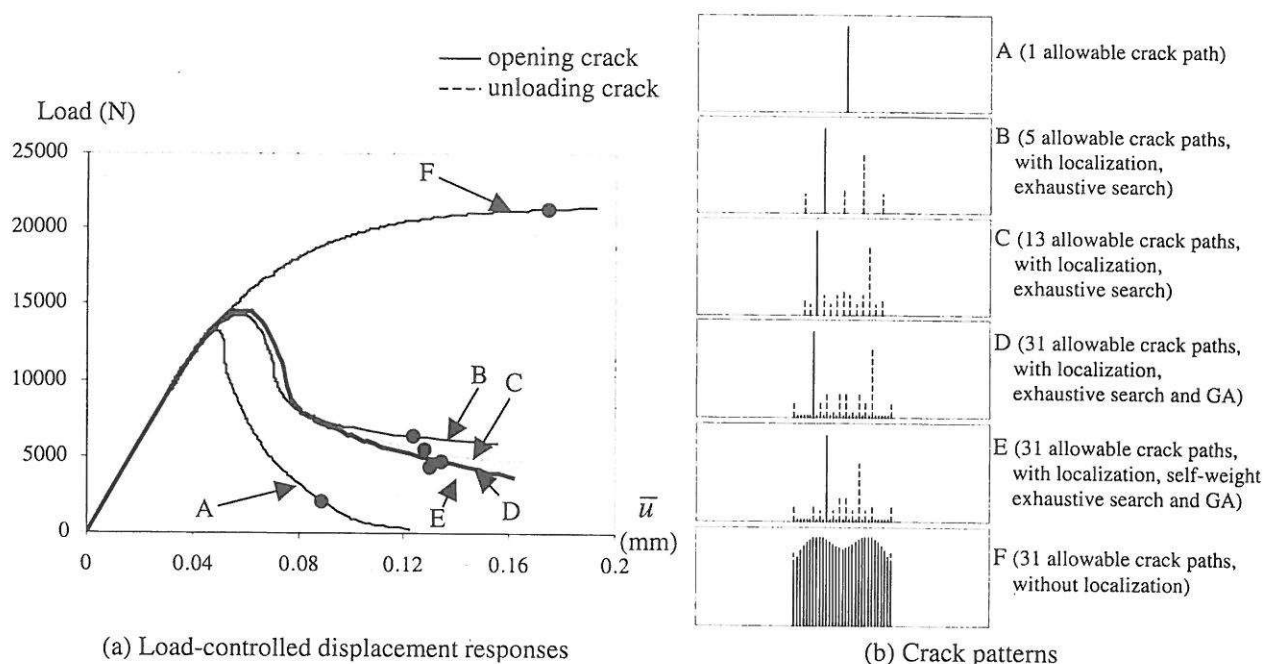 opening crack
unloading crack
Load (N)
25000
20000
15000
10000
5000
0
F
B
C
A
E
D
u̅
(mm)
0
0.04
0.08
0.12
0.16
0.2
(a) Load-controlled displacement responses
A (1 allowable crack path)
B (5 allowable crack paths,
with localization,
exhaustive search)
C (13 allowable crack paths,
with localization,
exhaustive search)
D (31 allowable crack paths,
with localization,
exhaustive search and GA)
E (31 allowable crack paths,
with localization, self-weight
exhaustive search and GA)
F (31 allowable crack paths,
without localization)
(b) Crack patterns